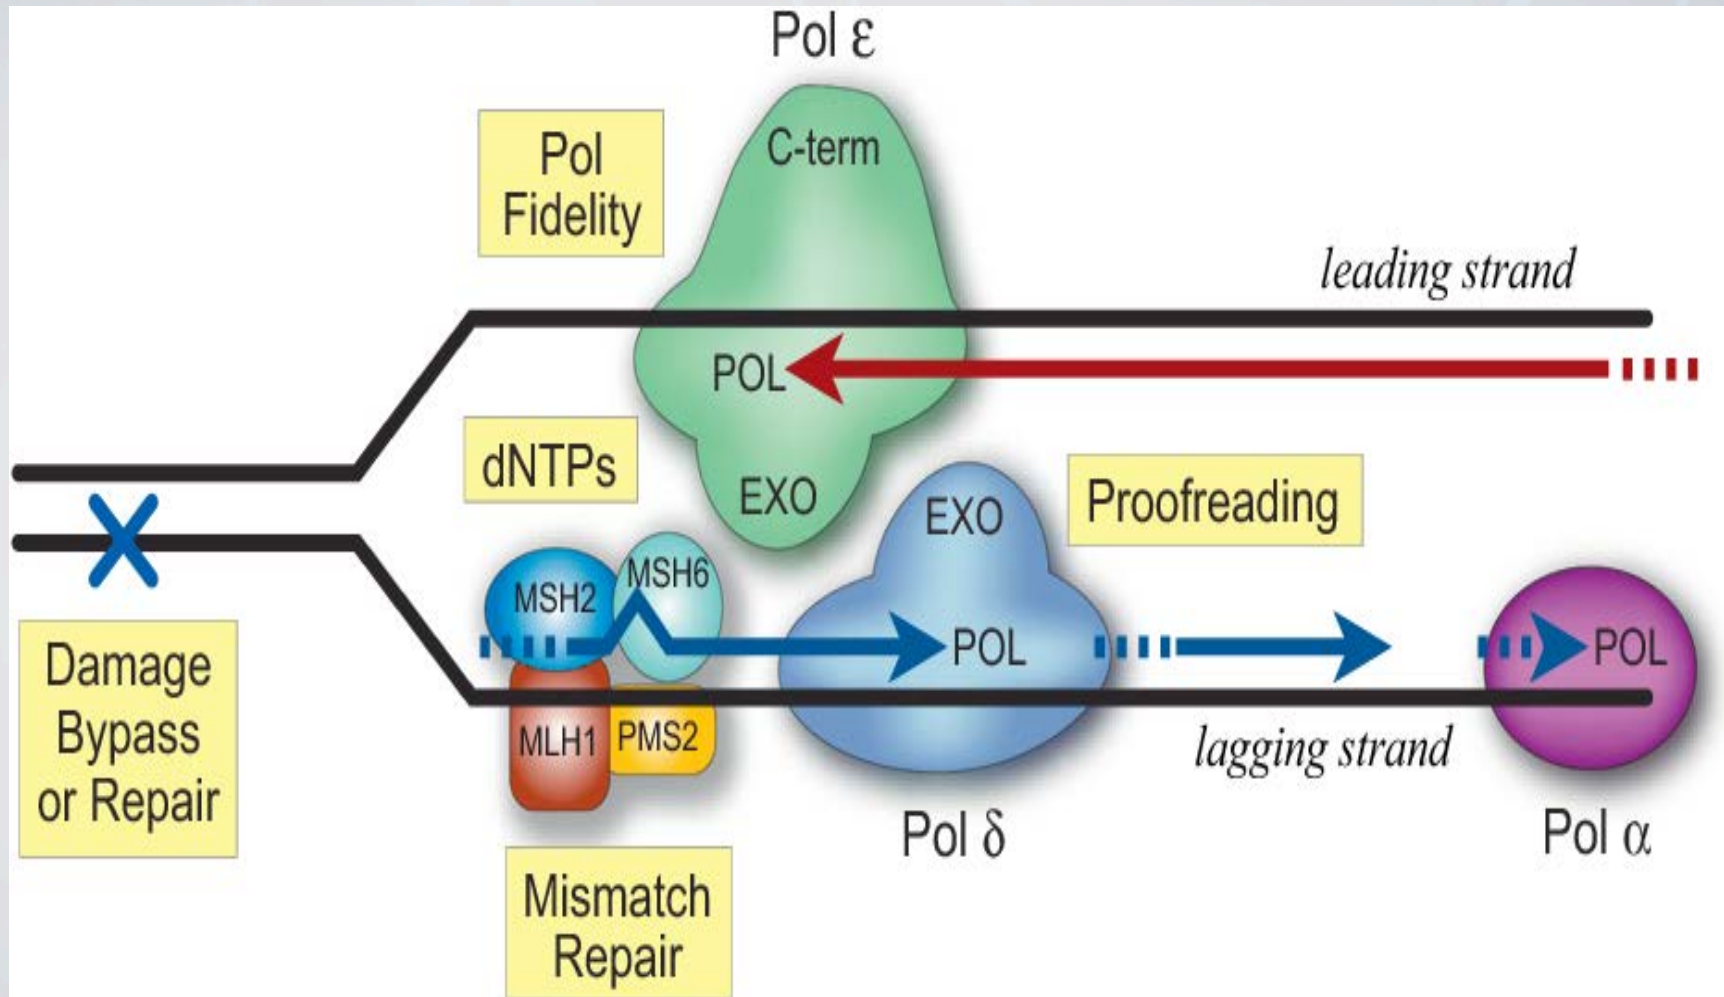 Pol ε
C-term
Pol
Fidelity
leading strand
POL
dNTPs
EXO
EXO
Proofreading
MSH2
MSH6
POL
POL
Damage
Bypass
or Repair
MLH1
PMS2
lagging strand
Pol δ
Pol α
Mismatch
Repair